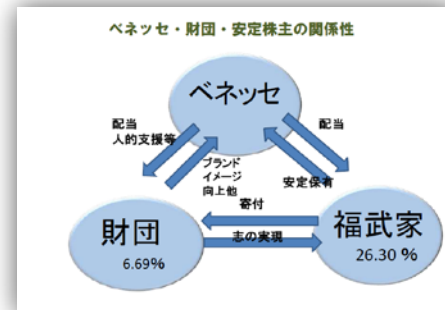 ベネッセ・財団・安定株主の関係性
ベネッセ
配当
人的支援等
配当
ブランド
イメージ
向上他
安定保有
寄付
財団
6.69%
志の実現
福武家
26.30 %